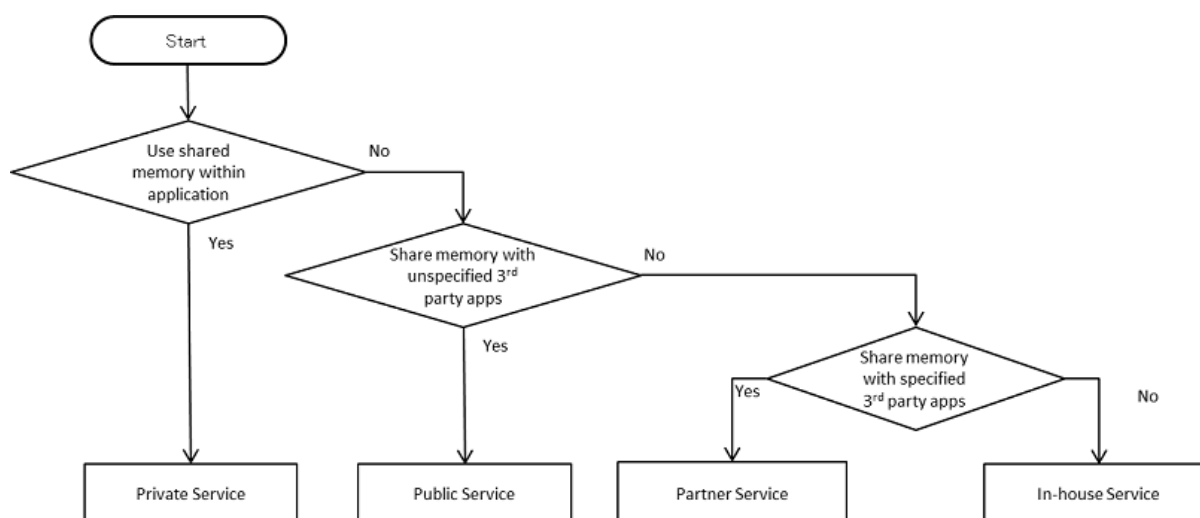 Start
Use shared
memory within
application
No
Yes
Share memory with
unspecified 3rd
party apps
No
Yes
Share memory
with specified
3rd party apps
Yes
No
Private Service
Public Service
Partner Service
In-house Service